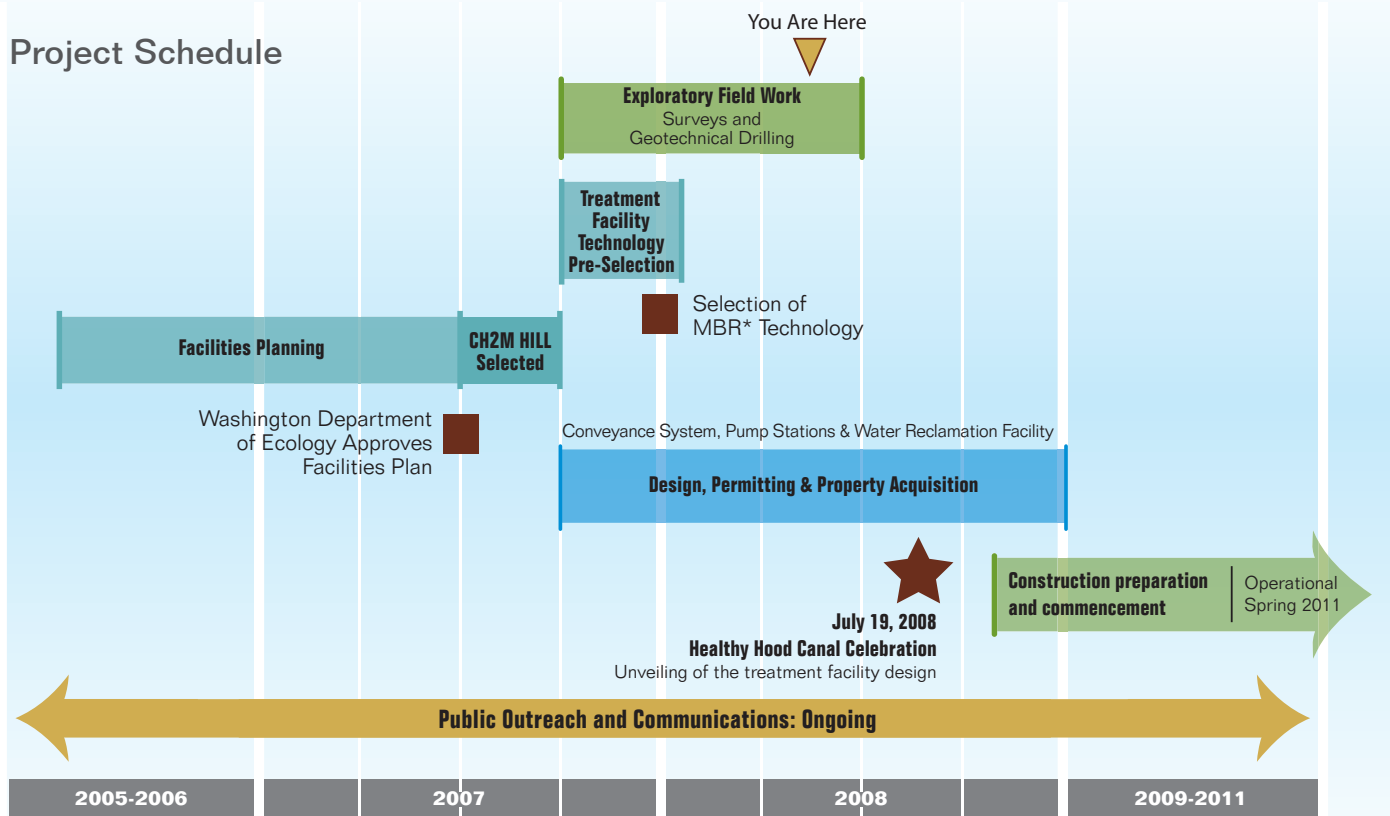 You Are Here
Project Schedule
Exploratory Field Work
Surveys and
Geotechnical Drilling
Treatment
Facility
Technology
Pre-Selection
Selection of
MBR* Technology
Facilities Planning
CH2M HILL
Selected
Washington Department
of Ecology Approves
Facilities Plan
Conveyance System, Pump Stations & Water Reclamation Facility
Design, Permitting & Property Acquisition
Construction preparation
and commencement
Operational
Spring 2011
July 19, 2008
Healthy Hood Canal Celebration
Unveiling of the treatment facility design
Public Outreach and Communications: Ongoing
2005-2006
2007
2008
2009-2011